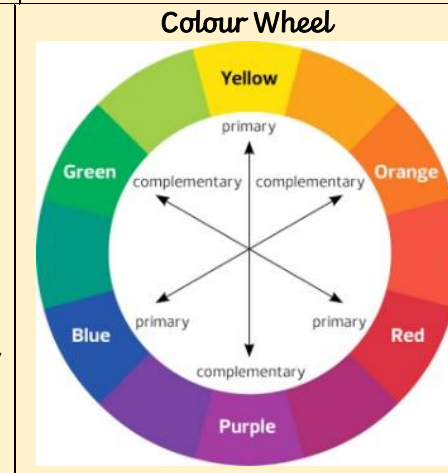 Colour Wheel
Yellow
primary
Green
complementary
complementary
Orange
primary
primary
Blue
Red
complementary
Purple